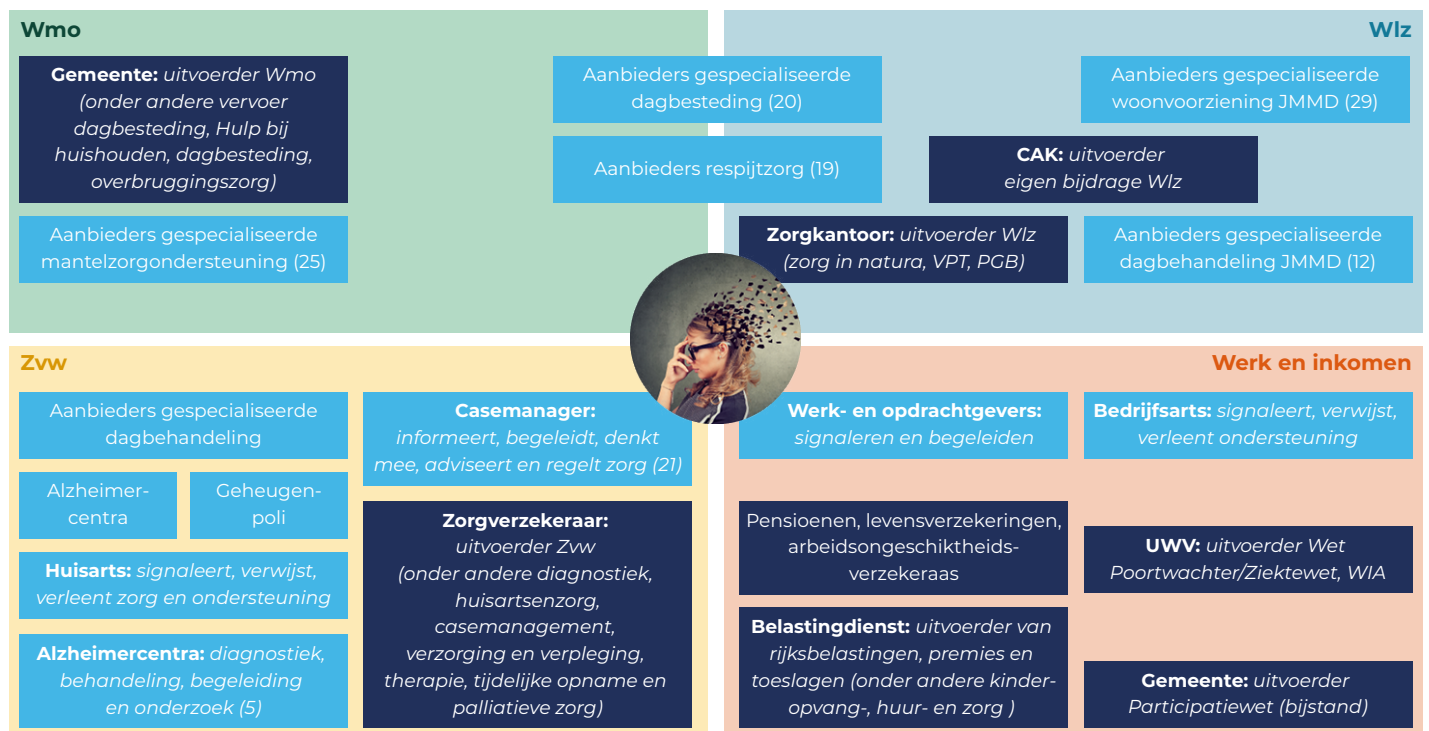 Wmo
Gemeente: uitvoerder Wmo
(onder andere vervoer
dagbesteding, Hulp bij
huishouden, dagbesteding,
overbruggingszorg)
Aanbieders gespecialiseerde
mantelzorgondersteuning (25)
Aanbieders gespecialiseerde
dagbesteding (20)
Aanbieders respijtzorg (19)
Wlz
Aanbieders gespecialiseerde
woonvoorziening JMMD (29)
CAK: uitvoerder
eigen bijdrage Wlz
Zorgkantoor: uitvoerder Wlz
(zorg in natura, VPT, PGB)
Aanbieders gespecialiseerde
dagbehandeling JMMD (12)
Zvw
Aanbieders gespecialiseerde
dagbehandeling
Alzheimer-
centra
Geheugen-
poli
Huisarts: signaleert, verwijst,
verleent zorg en ondersteuning
Alzheimercentra: diagnostiek,
behandeling, begeleiding
en onderzoek (5)
Casemanager:
informeert, begeleidt, denkt
mee, adviseert en regelt zorg (21)
Zorgverzekeraar:
uitvoerder Zvw
(onder andere diagnostiek,
huisartsenzorg,
casemanagement,
verzorging en verpleging,
therapie, tijdelijke opname en
palliatieve zorg)
Werk en inkomen
Werk- en opdrachtgevers:
signaleren en begeleiden
Bedrijfsarts: signaleert, verwijst,
verleent ondersteuning
Pensioenen, levensverzekeringen,
arbeidsongeschiktheids-
verzekeraas
UWV: uitvoerder Wet
Poortwachter/Ziektewet, WIA
Belastingdienst: uitvoerder van
rijksbelastingen, premies en
toeslagen (onder andere kinder-
opvang-, huur- en zorg )
Gemeente: uitvoerder
Participatiewet (bijstand)